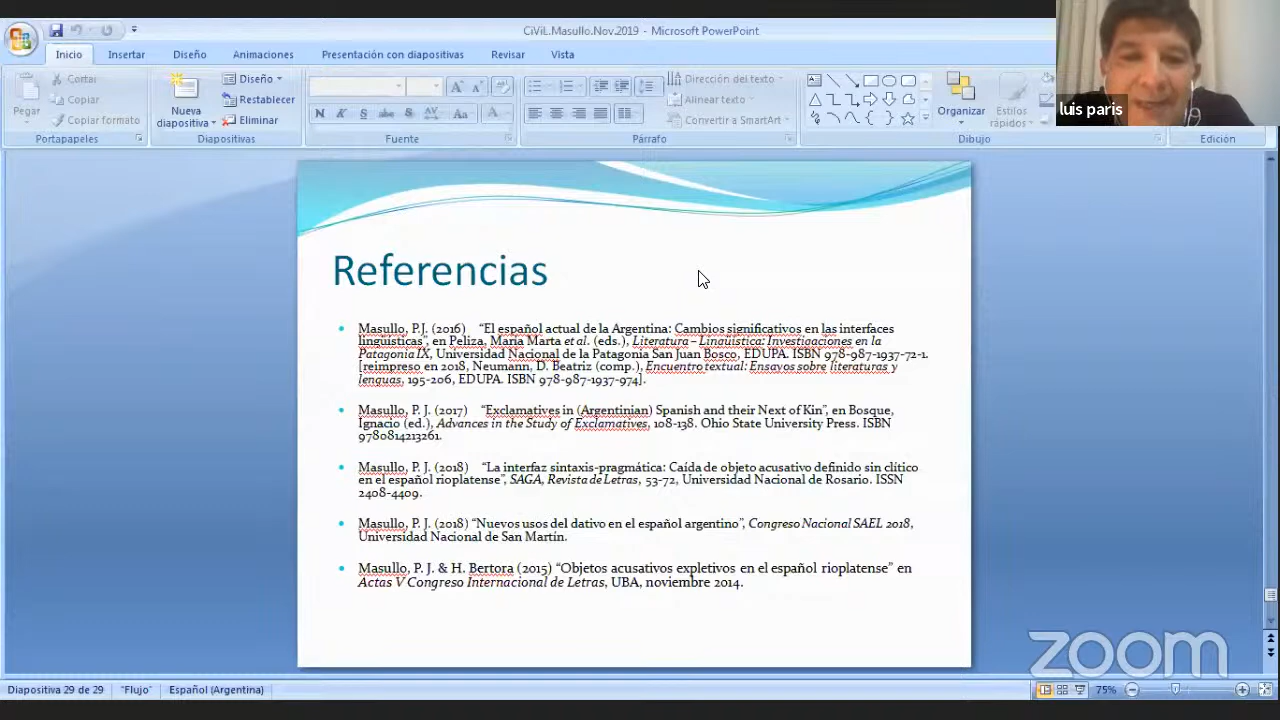 CiViL.Masullo.Nov.2019 - Microsoft PowerPoint
Inicio Insertar Diseño Animaciones Presentación con diapositivas Revisar Vista
Pegar
Cortar
Copiar
Copiar formato
Portapapeles
Nueva diapositiva
Diseño
Restablecer
Eliminar
Diapositivas
N K S abc S AV Aa A
Fuente
Dirección del texto
Alinear texto
Convertir a SmartArt
Párrafo
Organizar
Estilos rápidos
Dibujo
Edición
luis paris
Referencias
Masullo, P.J. (2016) “El español actual de la Argentina: Cambios significativos en las interfaces
lingüísticas”, en Peliza, María Marta et al. (eds.), Literatura – Lingüística: Investigaciones en la
Patagonia IX, Universidad Nacional de la Patagonia San Juan Bosco, EDUPA. ISBN 978-987-1937-72-1.
[reimpreso en 2018, Neumann, D. Beatriz (comp.), Encuentro textual: Ensayos sobre literaturas y
lenguas, 195-206, EDUPA. ISBN 978-987-1937-974].
Masullo, P. J. (2017) “Exclamatives in (Argentinian) Spanish and their Next of Kin”, en Bosque,
Ignacio (ed.), Advances in the Study of Exclamatives, 108-138. Ohio State University Press. ISBN
9780814213261.
Masullo, P. J. (2018) “La interfaz sintaxis-pragmática: Caída de objeto acusativo definido sin clítico
en el español rioplatense”, SAGA, Revista de Letras, 53-72, Universidad Nacional de Rosario. ISSN
2408-4409.
Masullo, P. J. (2018) “Nuevos usos del dativo en el español argentino”, Congreso Nacional SAEL 2018,
Universidad Nacional de San Martín.
Masullo, P. J. & H. Bertora (2015) “Objetos acusativos expletivos en el español rioplatense” en
Actas V Congreso Internacional de Letras, UBA, noviembre 2014.
zoom
Diapositiva 29 de 29 "Flujo" Español (Argentina) 75%